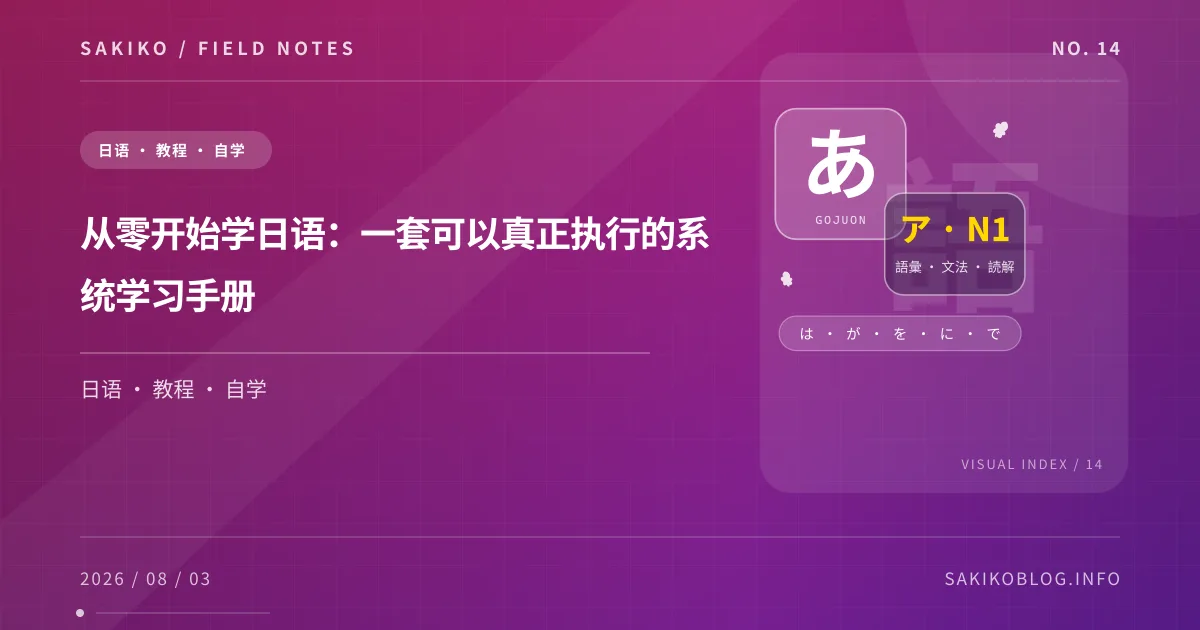 SAKIKO / FIELD NOTES
NO. 14
日语 · 教程 · 自学
从零开始学日语：一套可以真正执行的系
统学习手册
日语 · 教程 · 自学
あ
GOJUON
語
ア · N1
語彙 · 文法 · 読解
は · が · を · に · で
VISUAL INDEX / 14
2026 / 08 / 03
SAKIKOBLOG.INFO